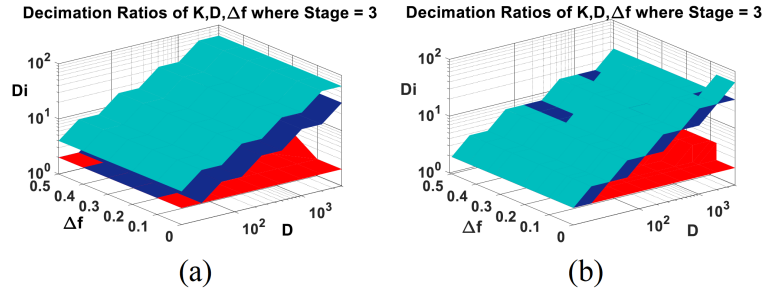 Decimation Ratios of K,D,Δf where Stage = 3
Di
10²
10¹
10⁰
0.5
0.4
0.3
0.2
0.1
0
Δf
10²
10³
D
(a)
Decimation Ratios of K,D,Δf where Stage = 3
Di
10²
10¹
10⁰
0.5
0.4
0.3
0.2
0.1
0
Δf
10²
10³
D
(b)